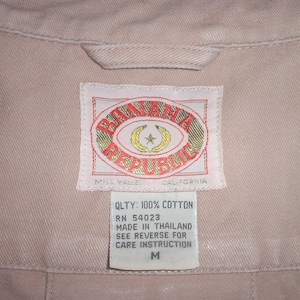 BANANA
REPUBLIC
MILL VALLEY CALIFORNIA
QLTY: 100% COTTON
RN 54023
MADE IN THAILAND
SEE REVERSE FOR
CARE INSTRUCTION
M